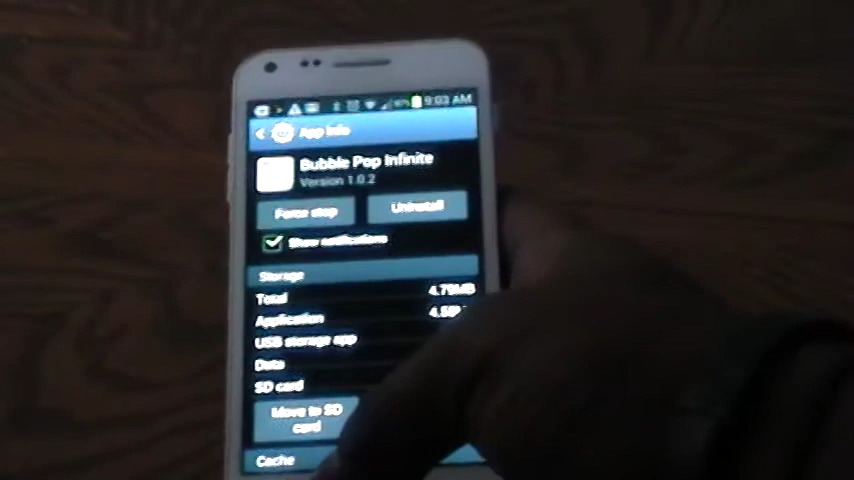 9:03 AM
App info
Bubble Pop Infinite
Version 1.0.2
Force stop
Uninstall
Show notifications
Storage
Total 4.79MB
Application
USB storage app
Data
SD card
Move to SD
card
Cache